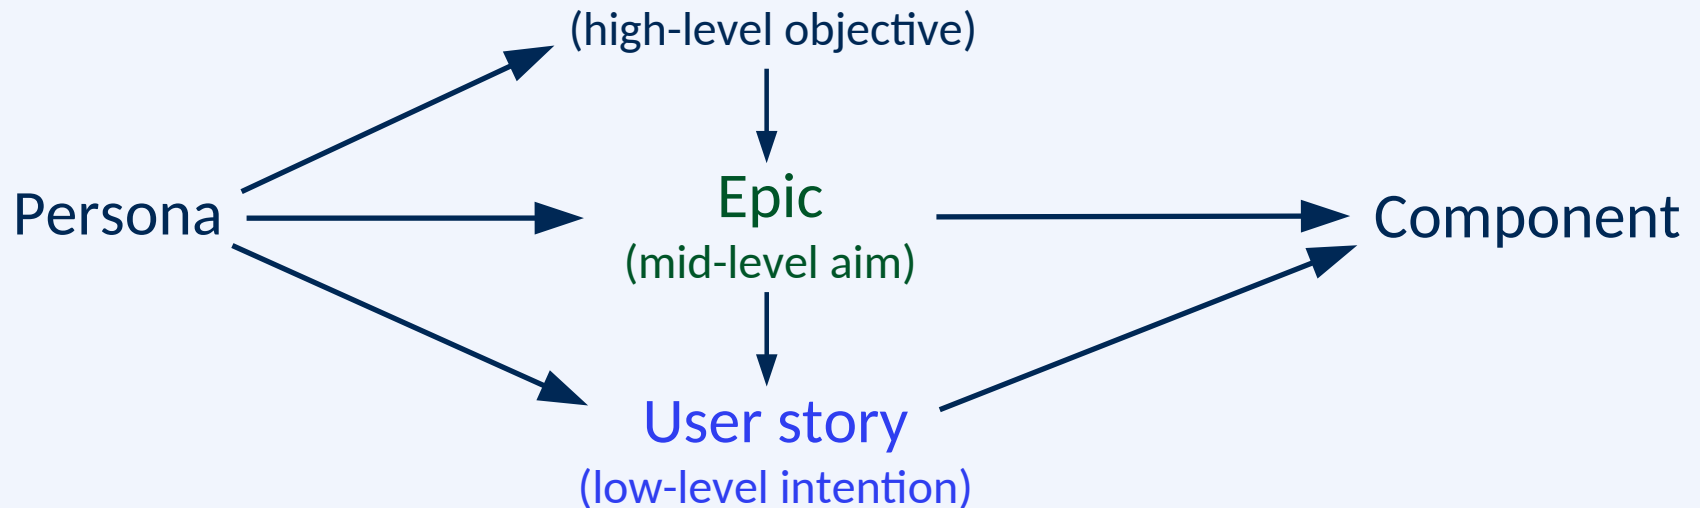 (high-level objective)
Persona
Epic
(mid-level aim)
Component
User story
(low-level intention)